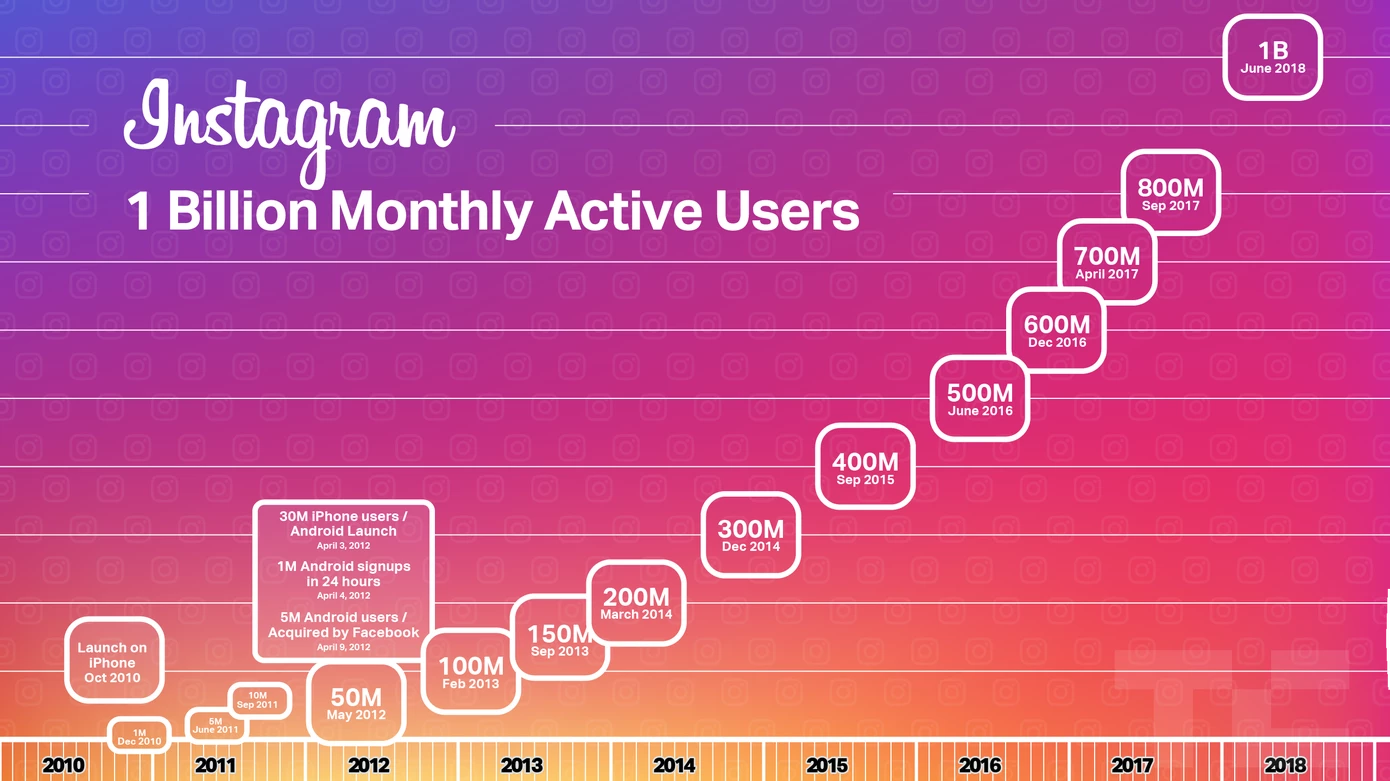 Instagram
1 Billion Monthly Active Users
1B
June 2018
800M
Sep 2017
700M
April 2017
600M
Dec 2016
500M
June 2016
400M
Sep 2015
300M
Dec 2014
200M
March 2014
150M
Sep 2013
100M
Feb 2013
50M
May 2012
30M iPhone users /
Android Launch
April 3, 2012
1M Android signups
in 24 hours
April 4, 2012
5M Android users /
Acquired by Facebook
April 9, 2012
10M
Sep 2011
5M
June 2011
1M
Dec 2010
Launch on
iPhone
Oct 2010
2010 2011 2012 2013 2014 2015 2016 2017 2018
TC